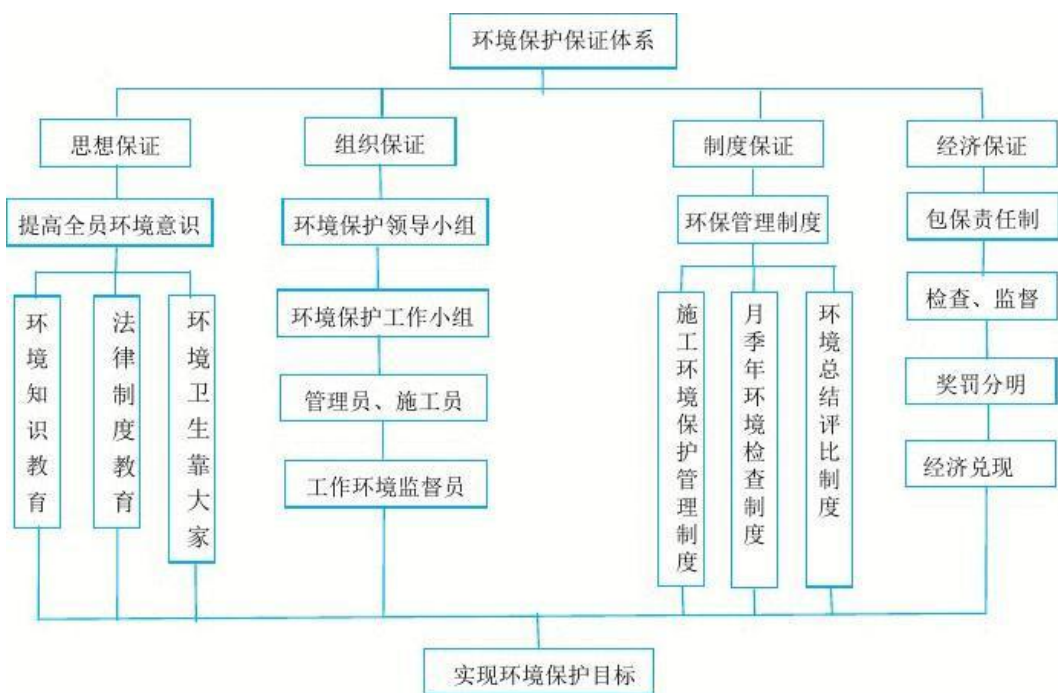 环境保护保证体系
思想保证
组织保证
制度保证
经济保证
提高全员环境意识
环境保护领导小组
环保管理制度
包保责任制
环境知识教育
法律制度教育
环境卫生靠大家
环境保护工作小组
管理员、施工员
工作环境监督员
施工环境保护管理制度
月季年环境检查制度
环境总结评比制度
检查、监督
奖罚分明
经济兑现
实现环境保护目标